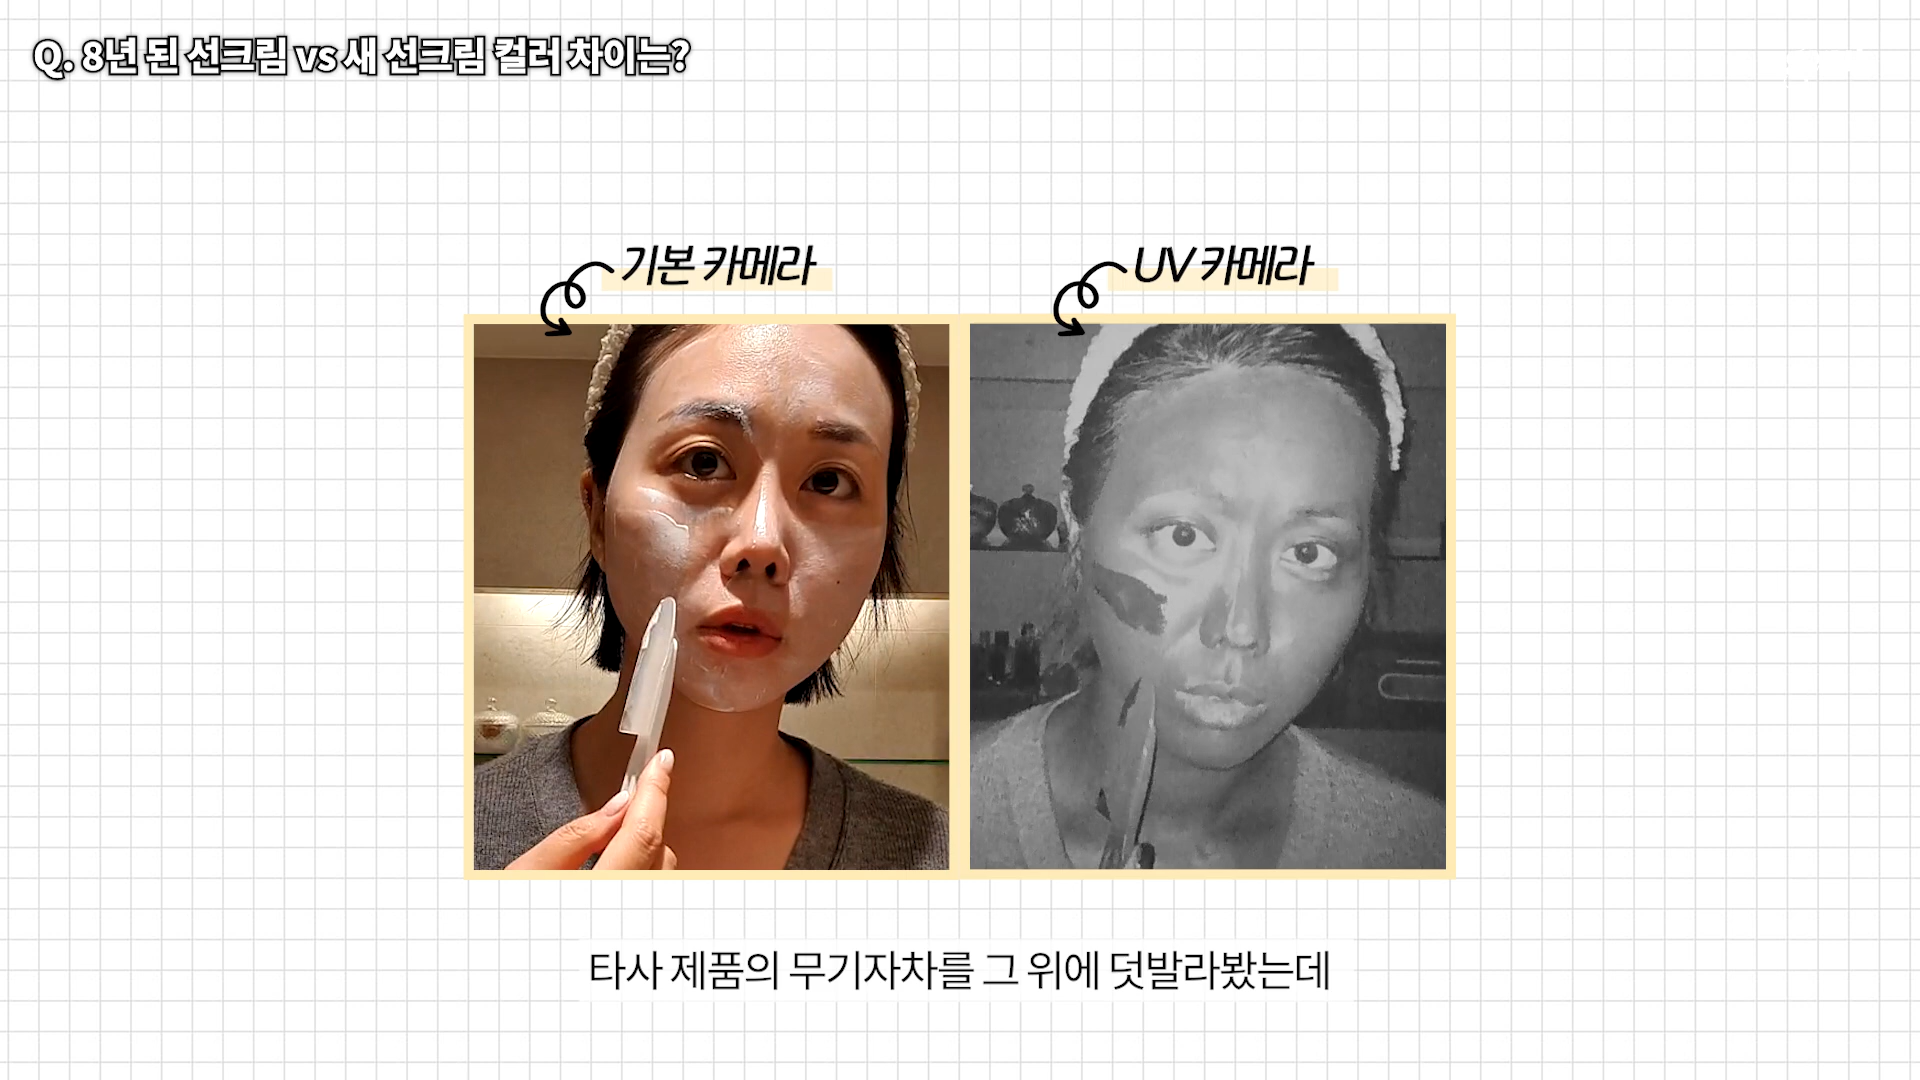 Q. 8년 된 선크림 vs 새 선크림 컬러 차이는?
기본 카메라
UV 카메라
타사 제품의 무기자차를 그 위에 덧발라봤는데